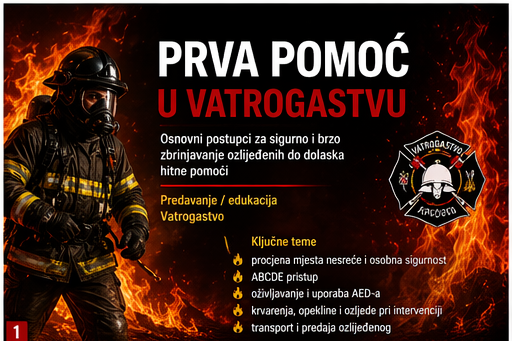 PRVA POMOĆ
U VATROGASTVU
Osnovni postupci za sigurno i brzo
zbrinjavanje ozlijeđenih do dolaska
hitne pomoći
Predavanje / edukacija
Vatrogastvo
VATROGASTVO
Ključne teme
procjena mjesta nesreće i osobna sigurnost
ABCDE pristup
oživljavanje i uporaba AED-a
krvarenja, opekline i ozljede pri intervenciji
transport i predaja ozlijeđenog
1